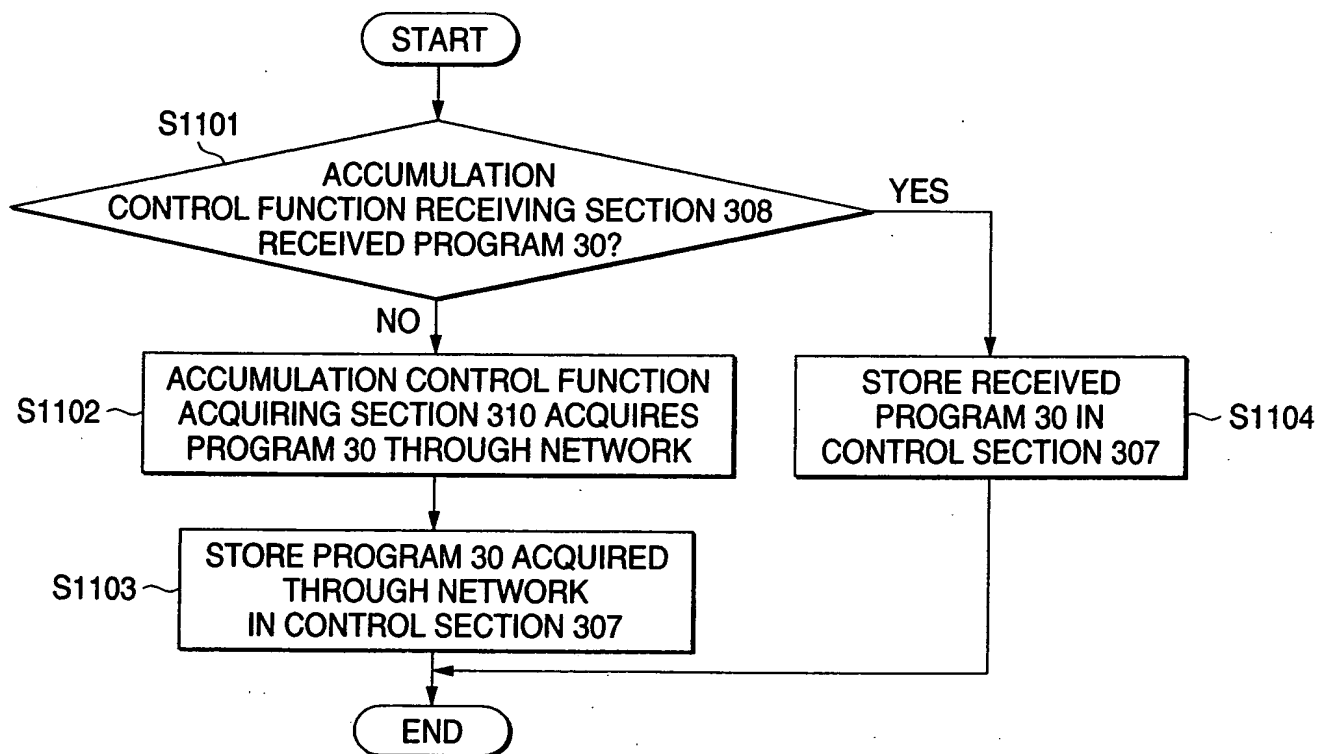 START
S1101
ACCUMULATION
CONTROL FUNCTION RECEIVING SECTION 308
RECEIVED PROGRAM 30?
YES
NO
S1102
ACCUMULATION CONTROL FUNCTION
ACQUIRING SECTION 310 ACQUIRES
PROGRAM 30 THROUGH NETWORK
STORE RECEIVED
PROGRAM 30 IN
CONTROL SECTION 307
S1104
S1103
STORE PROGRAM 30 ACQUIRED
THROUGH NETWORK
IN CONTROL SECTION 307
END